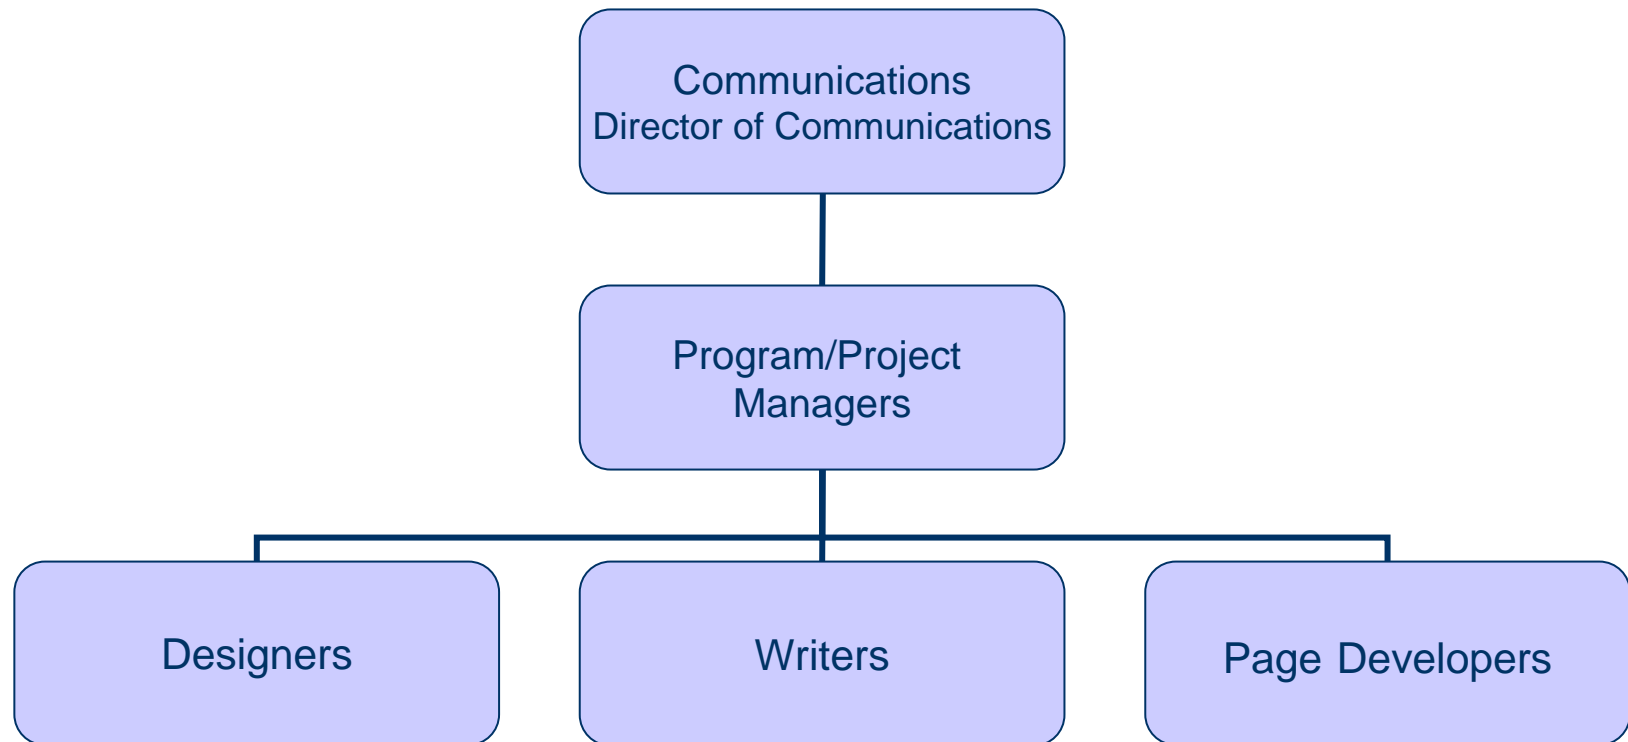 Communications
Director of Communications
Program/Project
Managers
Designers
Writers
Page Developers